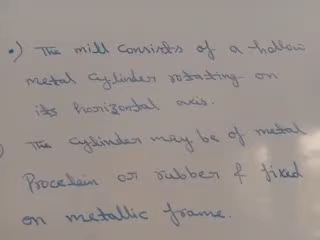 •) The mill consists of a hollow
metal cylinder rotating on
its horizontal axis.
) The cylinder may be of metal
Procelein or rubber & fixed
on metallic frame.